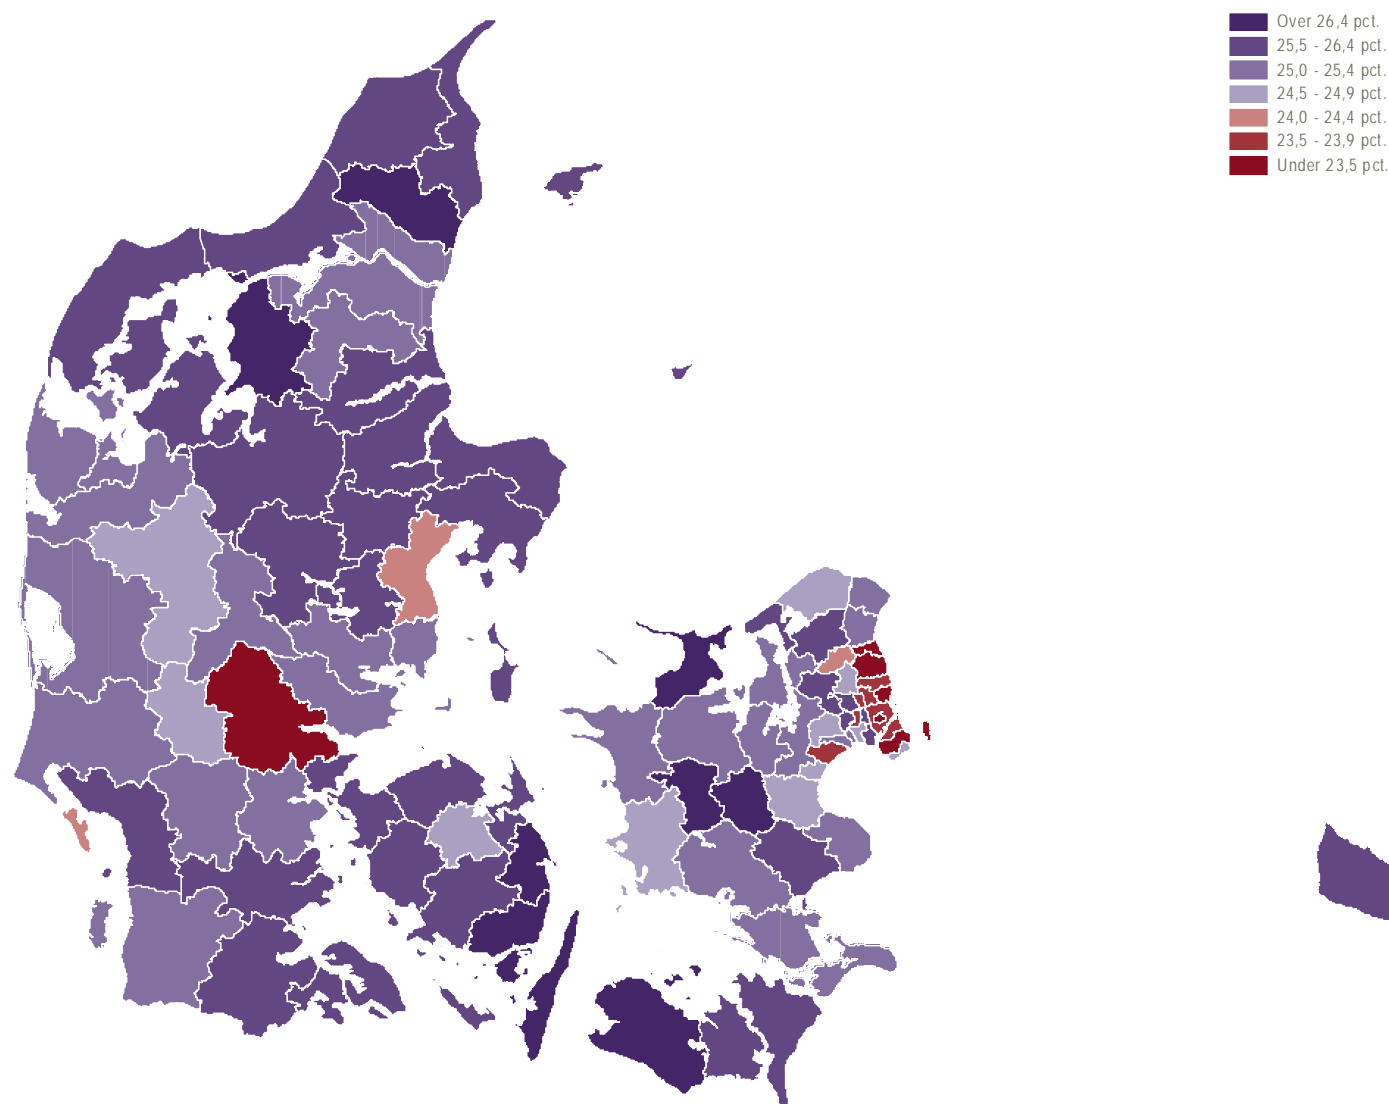 Over 26,4 pct.
25,5 - 26,4 pct.
25,0 - 25,4 pct.
24,5 - 24,9 pct.
24,0 - 24,4 pct.
23,5 - 23,9 pct.
Under 23,5 pct.